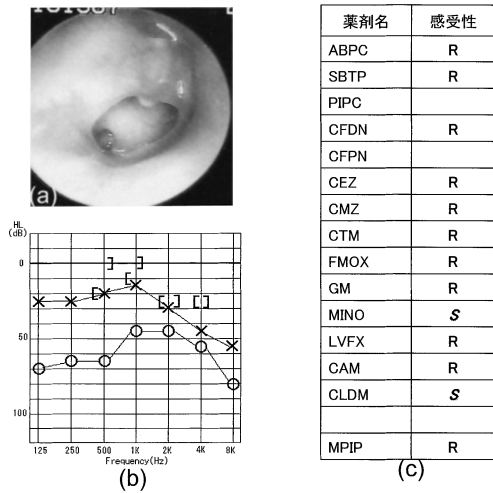 (a)
HL
(dB)
0
50
100
125 250 500 1K 2K 4K 8K
Frequency(Hz)
(b)
薬剤名 感受性
ABPC R
SBTP R
PIPC
CFDN R
CFPN
CEZ R
CMZ R
CTM R
FMOX R
GM R
MINO S
LVFX R
CAM R
CLDM S
MPIP R
(c)